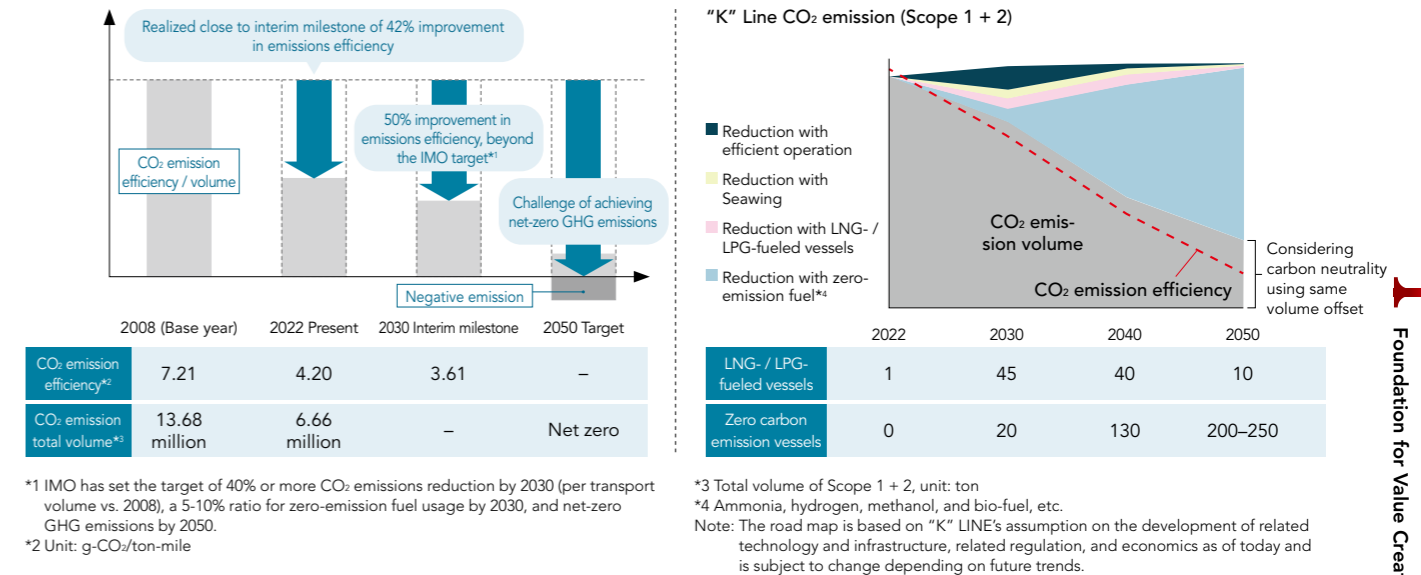 Realized close to interim milestone of 42% improvement
in emissions efficiency
50% improvement in
emissions efficiency, beyond
the IMO target*1
CO2 emission
efficiency / volume
Challenge of achieving
net-zero GHG emissions
Negative emission
2008 (Base year) 2022 Present 2030 Interim milestone 2050 Target
CO2 emission
efficiency*2
7.21 4.20 3.61 –
CO2 emission
total volume*3
13.68
million
6.66
million
–
Net zero
*1 IMO has set the target of 40% or more CO2 emissions reduction by 2030 (per transport
volume vs. 2008), a 5-10% ratio for zero-emission fuel usage by 2030, and net-zero
GHG emissions by 2050.
*2 Unit: g-CO2/ton-mile
“K” Line CO2 emission (Scope 1 + 2)
Reduction with
efficient operation
Reduction with
Seawing
Reduction with LNG- /
LPG-fueled vessels
Reduction with zero-
emission fuel*4
CO2 emis-
sion volume
CO2 emission efficiency
Considering
carbon neutrality
using same
volume offset
2022 2030 2040 2050
LNG- / LPG-
fueled vessels
1 45 40 10
Zero carbon
emission vessels
0 20 130 200–250
*3 Total volume of Scope 1 + 2, unit: ton
*4 Ammonia, hydrogen, methanol, and bio-fuel, etc.
Note: The road map is based on “K” LINE’s assumption on the development of related
technology and infrastructure, related regulation, and economics as of today and
is subject to change depending on future trends.
Foundation for Value Crea